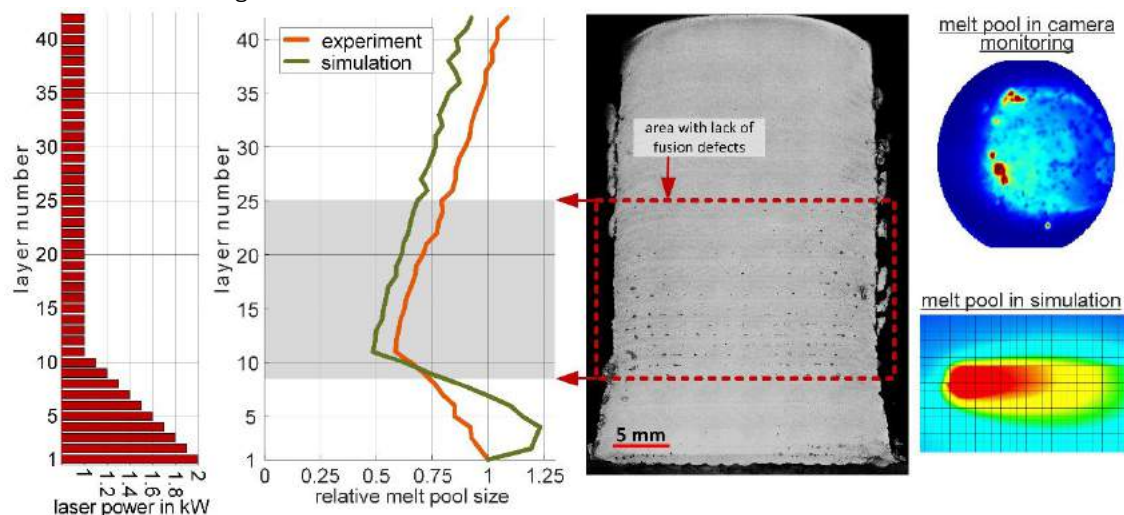 40
35
30
25
20
15
10
5
1
layer number
1
1.2
1.4
1.6
1.8
2
laser power in kW
40
35
30
25
20
15
10
5
1
layer number
experiment
simulation
0
0.25
0.5
0.75
1
1.25
relative melt pool size
area with lack of
fusion defects
5 mm
melt pool in camera
monitoring
melt pool in simulation